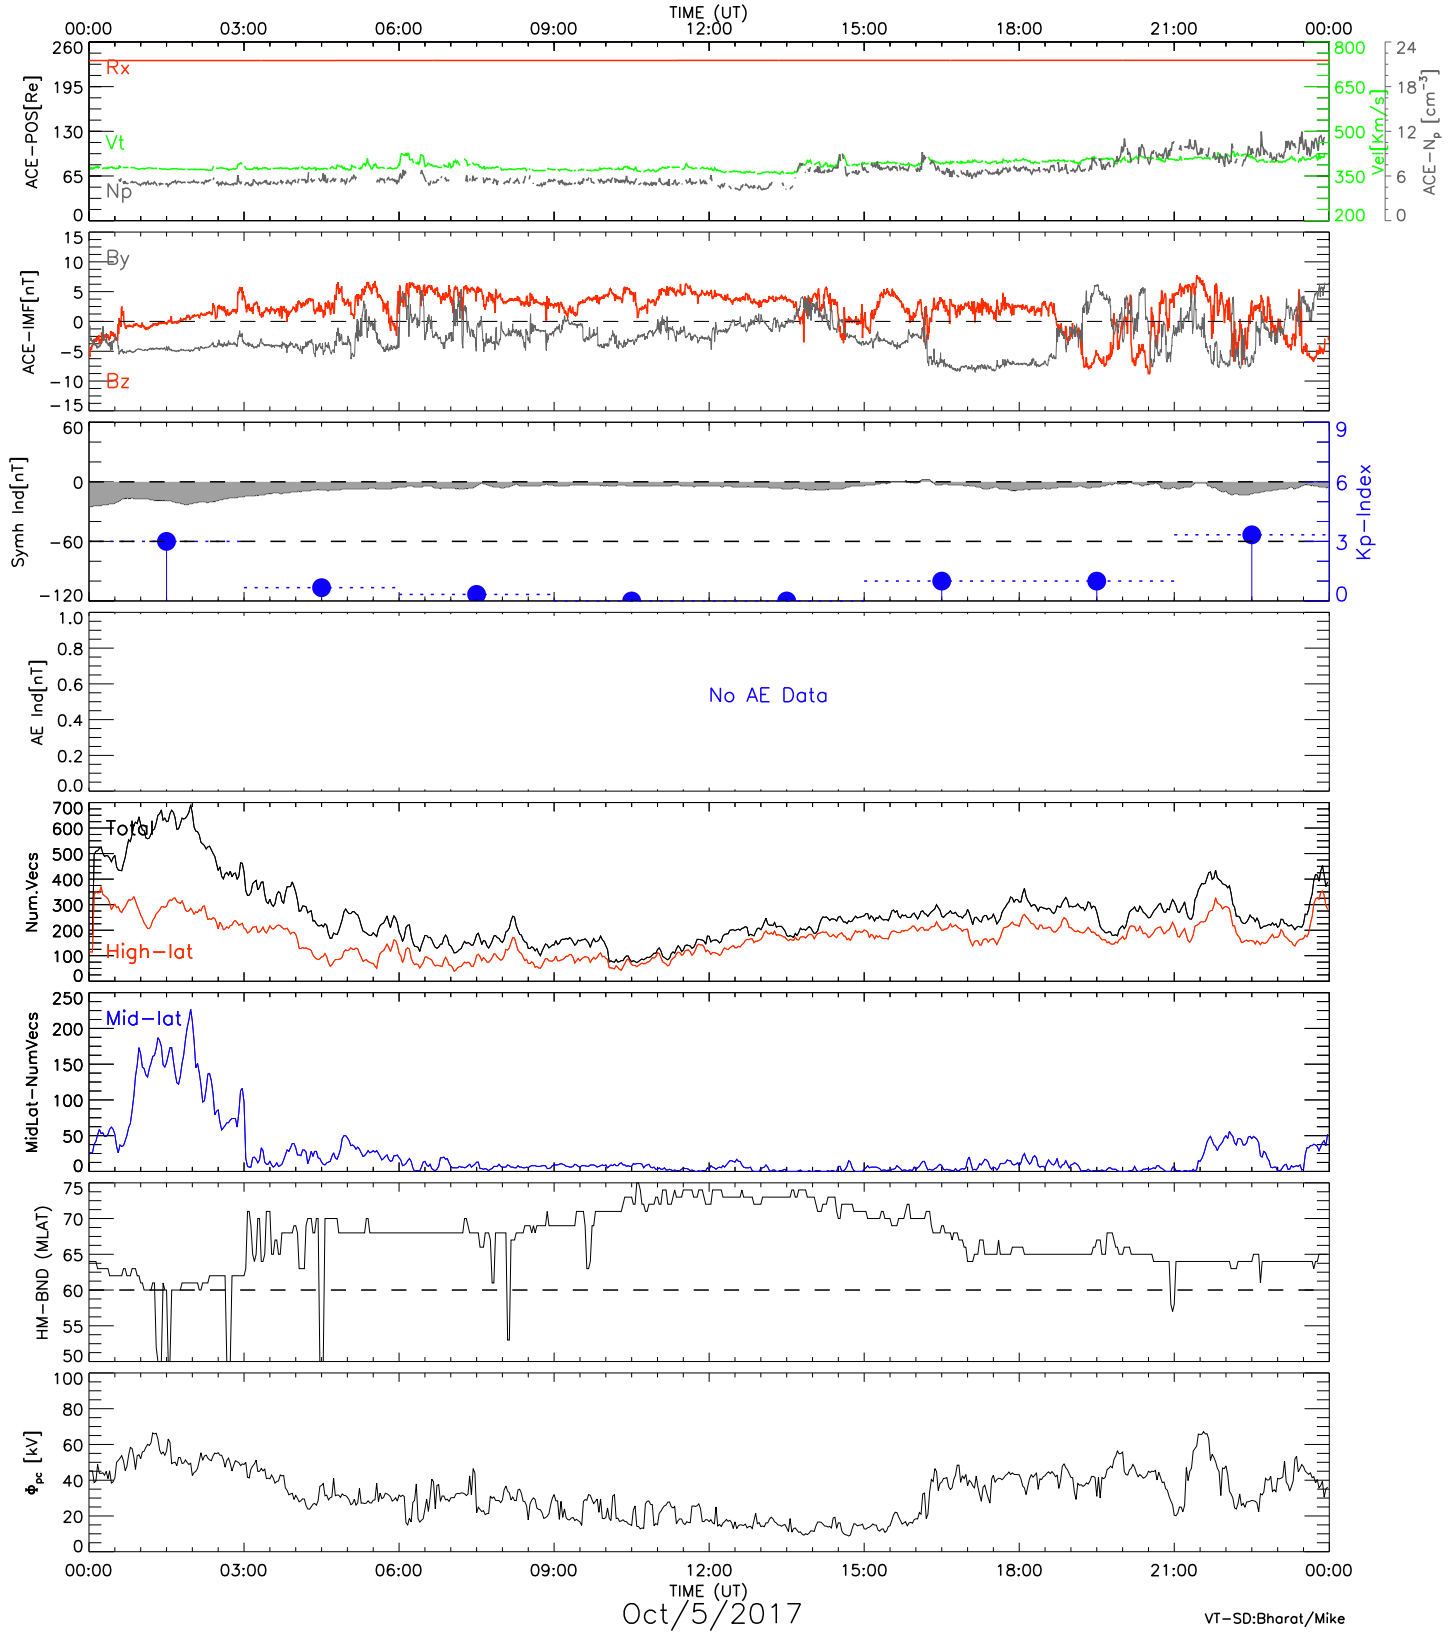 TIME (UT)
00:00 03:00 06:00 09:00 12:00 15:00 18:00 21:00 00:00
ACE-POS[Re]
260
195
130
65
0
Rx
Vt
Np
800
650
500
350
200
Vel[Km/s]
24
18
12
6
0
ACE-Np [cm-3]
ACE-IMF[nT]
15
10
5
0
-5
-10
-15
By
Bz
Symh Ind[nT]
60
0
-60
-120
9
6
3
0
Kp-Index
AE Ind[nT]
1.0
0.8
0.6
0.4
0.2
0.0
No AE Data
Num.Vecs
700
600
500
400
300
200
100
0
Total
High-lat
MidLat-NumVecs
250
200
150
100
50
0
Mid-lat
HM-BND (MLAT)
75
70
65
60
55
50
Φpc [kV]
100
80
60
40
20
0
00:00 03:00 06:00 09:00 12:00 15:00 18:00 21:00 00:00
TIME (UT)
Oct/5/2017
VT-SD:Bharat/Mike